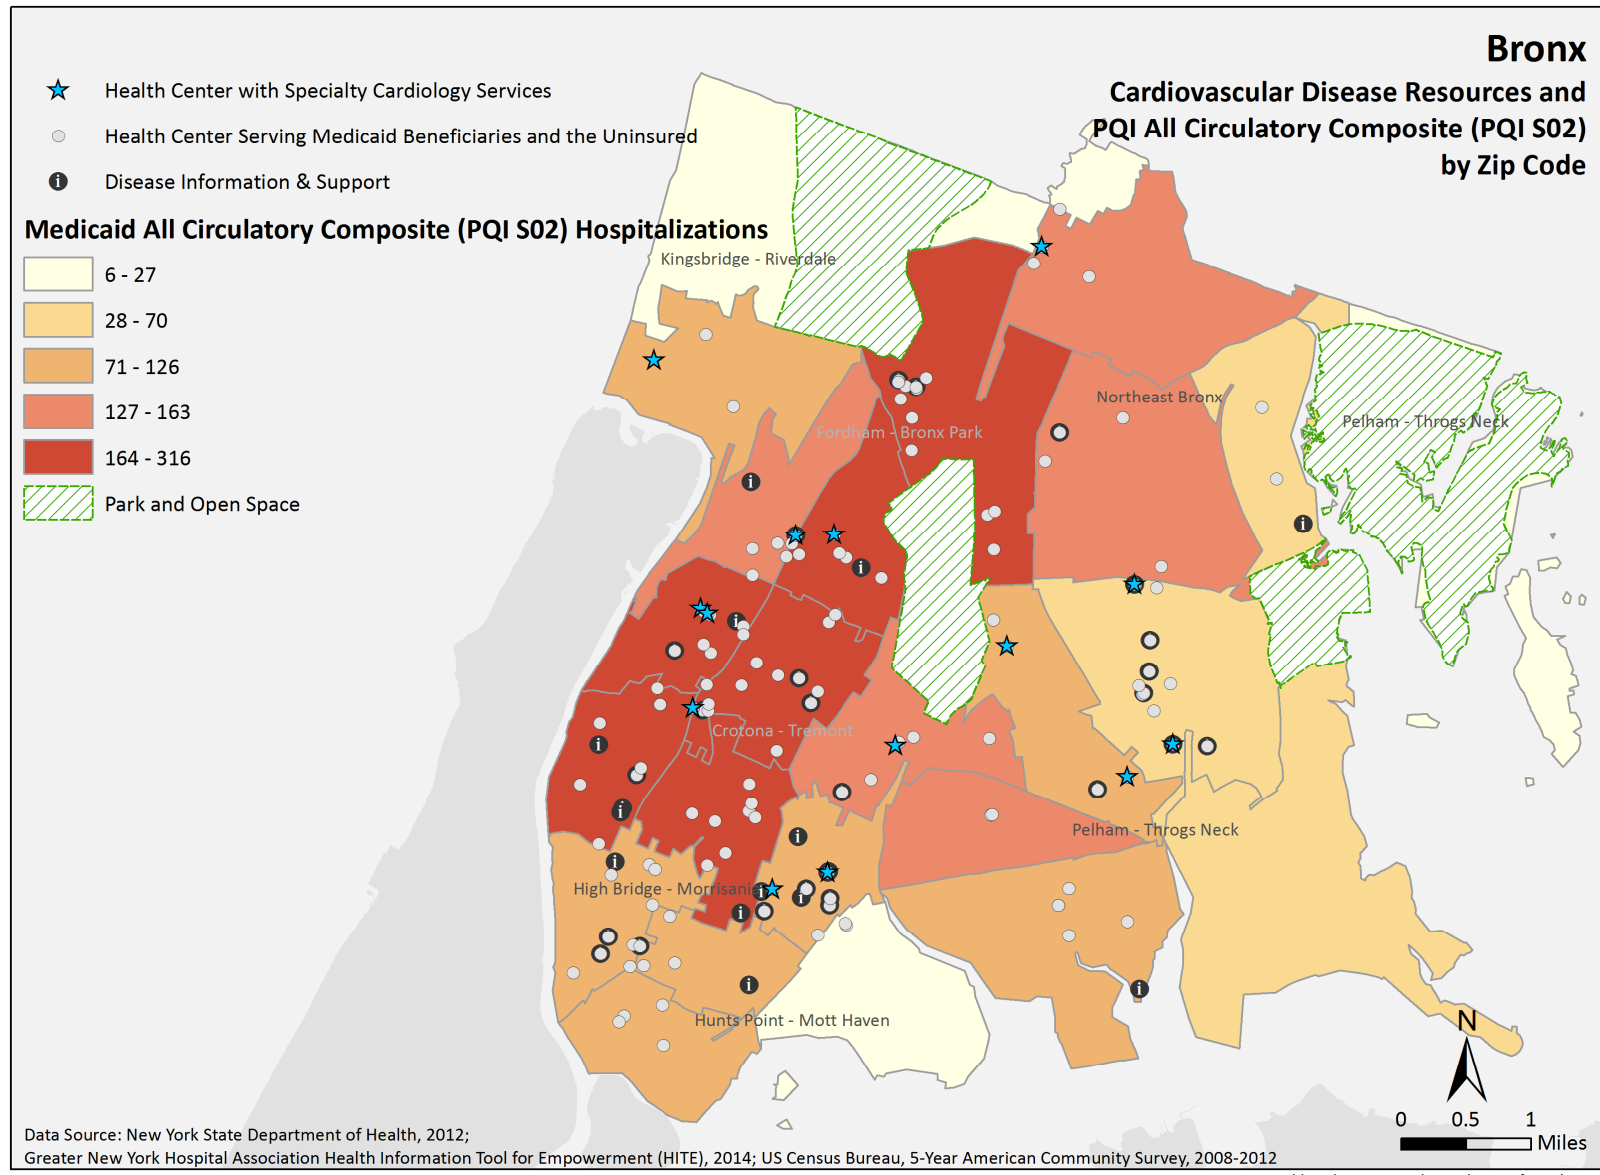 Bronx
Cardiovascular Disease Resources and
PQI All Circulatory Composite (PQI S02)
by Zip Code
Health Center with Specialty Cardiology Services
Health Center Serving Medicaid Beneficiaries and the Uninsured
Disease Information & Support
Medicaid All Circulatory Composite (PQI S02) Hospitalizations
6 - 27
28 - 70
71 - 126
127 - 163
164 - 316
Park and Open Space
Kingsbridge - Riverdale
Northeast Bronx
Pelham - Throgs Neck
Fordham - Bronx Park
Crotona - Tremont
Pelham - Throgs Neck
High Bridge - Morrisania
Hunts Point - Mott Haven
N
0 0.5 1
Miles
Data Source: New York State Department of Health, 2012;
Greater New York Hospital Association Health Information Tool for Empowerment (HITE), 2014; US Census Bureau, 5-Year American Community Survey, 2008-2012